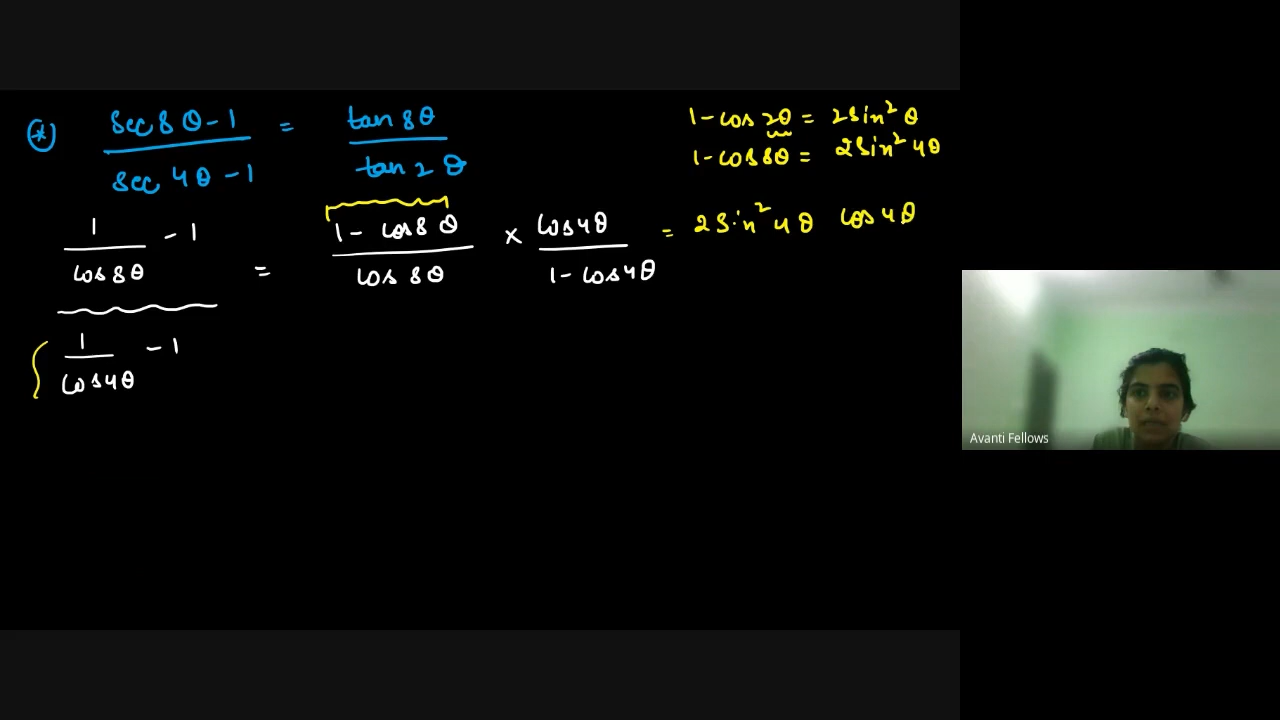 * sec 8θ-1 / sec 4θ-1 = tan 8θ / tan 2θ
1-cos 2θ = 2sin² θ
1-cos 8θ = 2sin² 4θ
1/cos 8θ - 1 = 1-cos 8θ / cos 8θ × cos 4θ / 1-cos 4θ = 2 sin² 4θ cos 4θ
1/cos 4θ - 1
Avanti Fellows